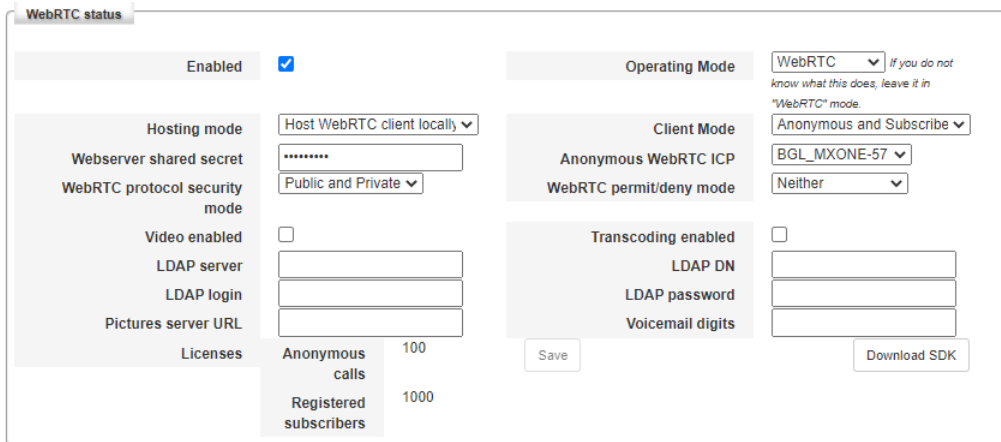 WebRTC status
Enabled
Operating Mode
WebRTC
If you do not
know what this does, leave it in
"WebRTC" mode.
Hosting mode
Host WebRTC client locally
Client Mode
Anonymous and Subscribe
Webserver shared secret
•••••••••
Anonymous WebRTC ICP
BGL_MXONE-57
WebRTC protocol security
mode
Public and Private
WebRTC permit/deny mode
Neither
Video enabled
Transcoding enabled
LDAP server
LDAP DN
LDAP login
LDAP password
Pictures server URL
Voicemail digits
Licenses
Anonymous
calls
100
Save
Download SDK
Registered
subscribers
1000